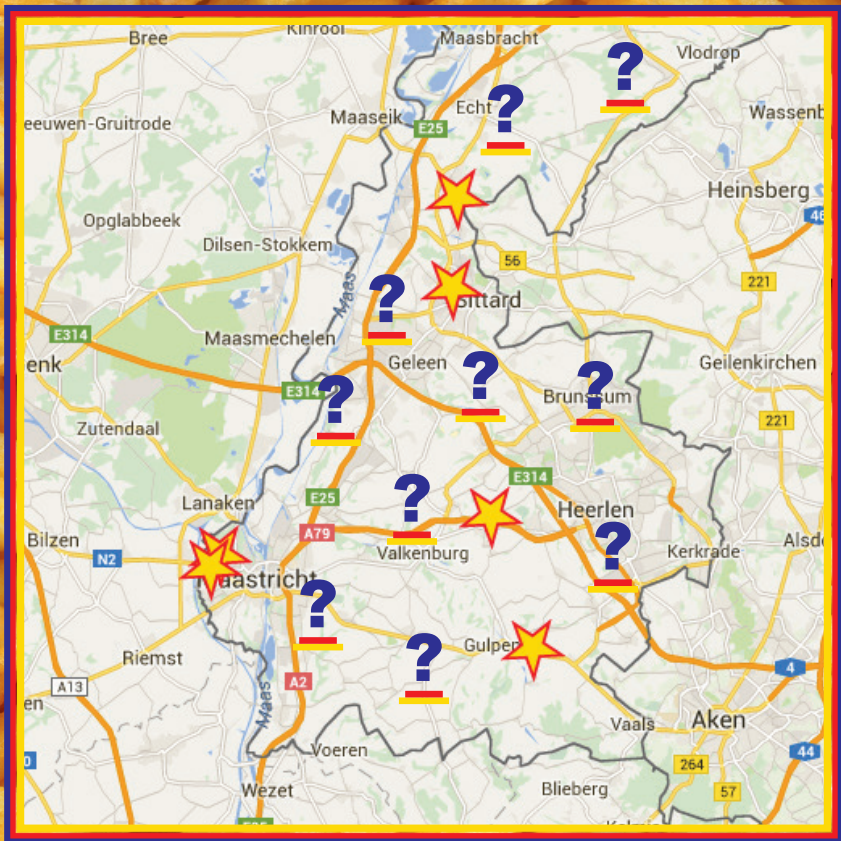 Bree
Kinrooi
Maasbracht
Vlodrop
?
?
Echt
Maaseik
E25
eeuwen-Gruitrode
Wassenb
Heinsberg
46
Opglabbeek
Dilsen-Stokkem
56
221
Maas
?
Sittard
E314
Maasmechelen
enk
Geleen
Geilenkirchen
E314
?
?
?
Brunssum
221
Zutendaal
E314
E25
Lanaken
?
Heerlen
Bilzen
N2
A79
Valkenburg
?
Kerkrade
Alsd
aastricht
?
Gulpen
?
Riemst
A13
A2
4
en
Maas
Vaals
Aken
Voeren
264
44
Wezet
Blieberg
57